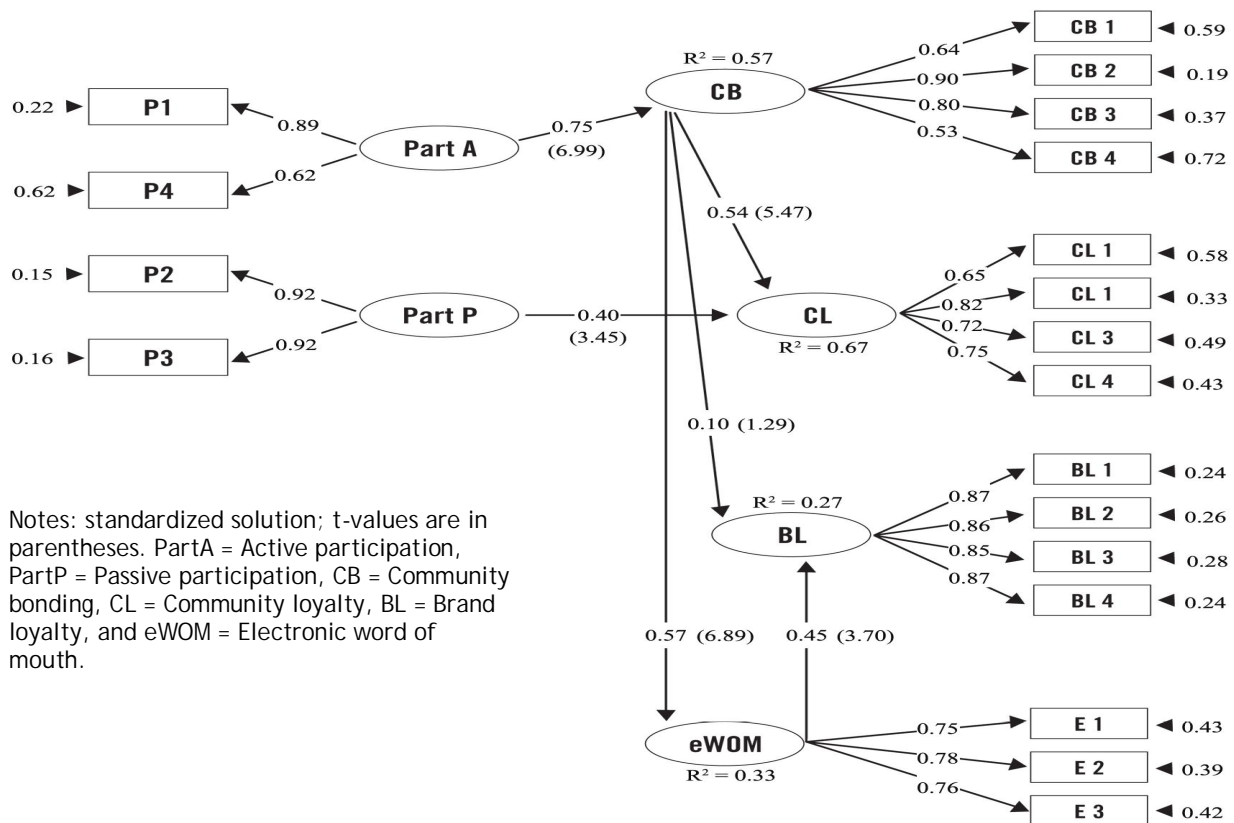 CB 1
0.59
0.64
R² = 0.57
0.90
CB 2
0.19
CB
0.22
P1
0.80
CB 3
0.37
0.89
0.75
(6.99)
Part A
0.53
CB 4
0.72
0.62
P4
0.62
0.54 (5.47)
CL 1
0.58
0.65
0.15
P2
0.92
0.82
CL 1
0.33
Part P
0.40
(3.45)
CL
R² = 0.67
0.72
CL 3
0.49
0.92
0.16
P3
0.75
CL 4
0.43
0.10 (1.29)
BL 1
0.24
0.87
R² = 0.27
0.86
BL 2
0.26
BL
0.85
BL 3
0.28
0.87
BL 4
0.24
Notes: standardized solution; t-values are in
parentheses. PartA = Active participation,
PartP = Passive participation, CB = Community
bonding, CL = Community loyalty, BL = Brand
loyalty, and eWOM = Electronic word of
mouth.
0.57 (6.89)
0.45 (3.70)
eWOM
R² = 0.33
0.75
E 1
0.43
0.78
E 2
0.39
0.76
E 3
0.42